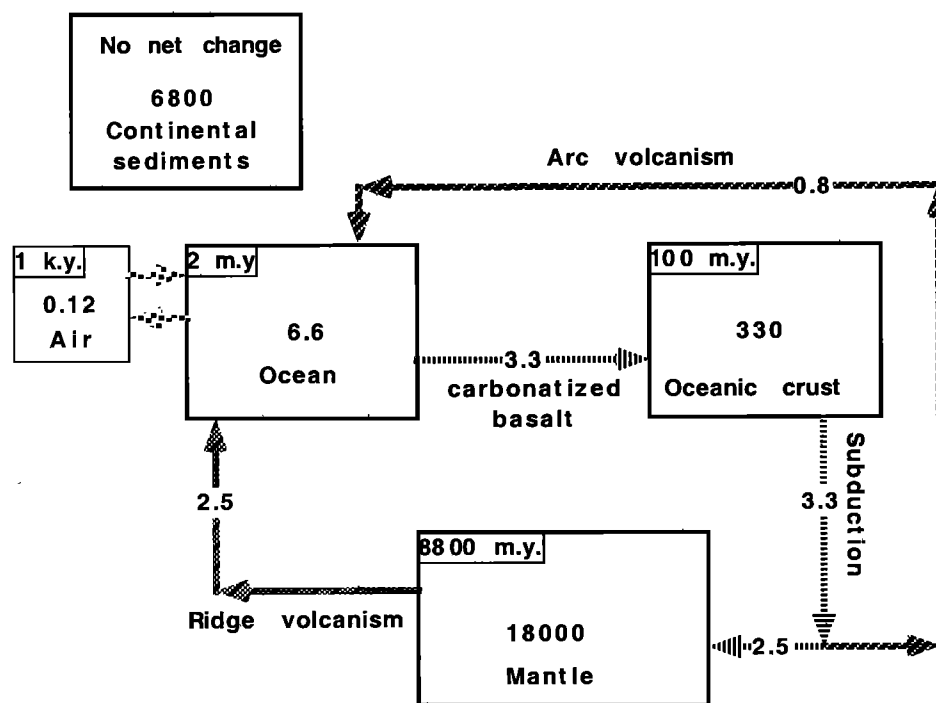 No net change
6800
Continental
sediments
Arc volcanism
0.8
1 k.y.
0.12
Air
2 m.y
6.6
Ocean
3.3
carbonatized
basalt
100 m.y.
330
Oceanic crust
Subduction
3.3
2.5
Ridge volcanism
8800 m.y.
18000
Mantle
2.5